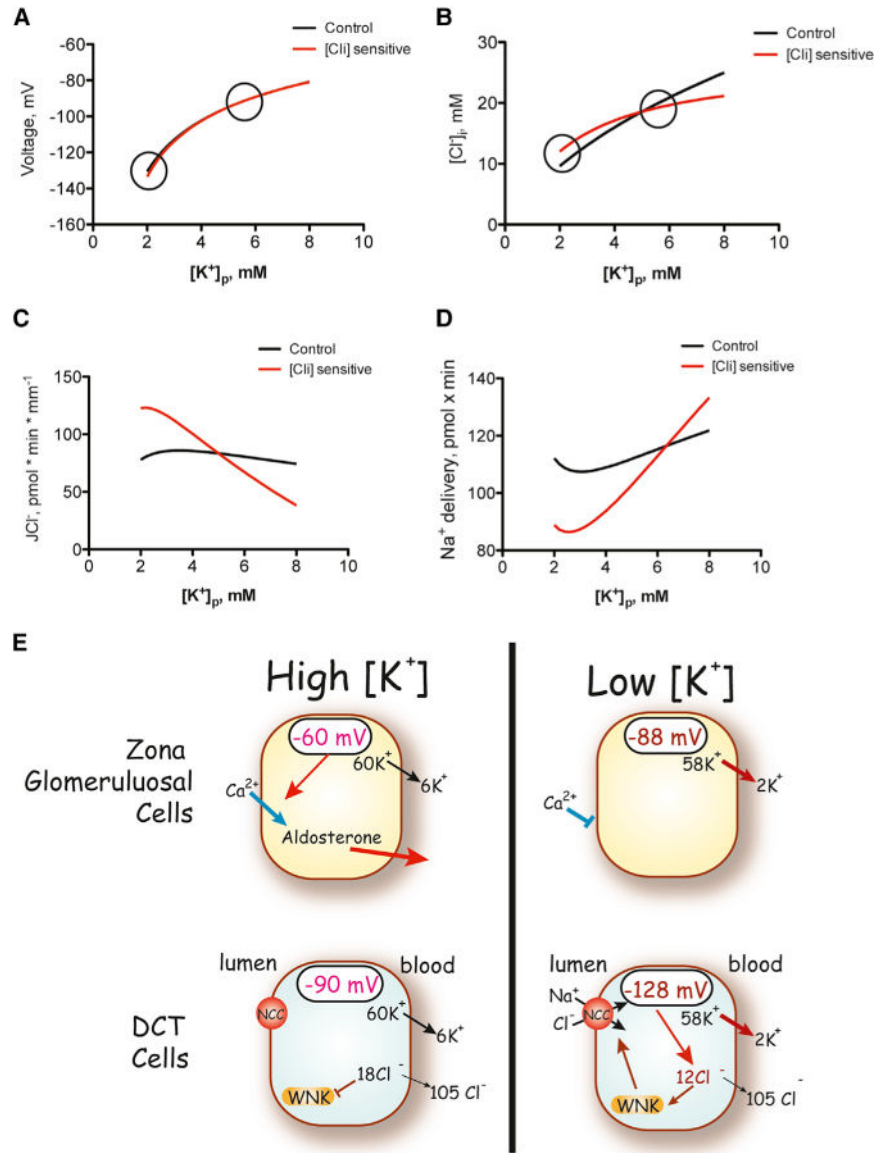 A
-60
-80
-100
-120
-140
-160
Voltage, mV
Control
[Cli] sensitive
0 2 4 6 8 10
[K⁺]ₚ, mM
B
30
20
10
0
[Cl⁻]ᵢ, mM
Control
[Cli] sensitive
0 2 4 6 8 10
[K⁺]ₚ, mM
C
150
100
50
0
JCl⁻, pmol * min * mm⁻¹
Control
[Cli] sensitive
0 2 4 6 8 10
[K⁺]ₚ, mM
D
140
120
100
80
Na⁺ delivery, pmol x min
Control
[Cli] sensitive
0 2 4 6 8 10
[K⁺]ₚ, mM
E
High [K⁺]
Low [K⁺]
Zona
Glomeruluosal
Cells
-60 mV
60K⁺
6K⁺
Ca²⁺
Aldosterone
-88 mV
58K⁺
2K⁺
Ca²⁺
DCT
Cells
lumen
blood
-90 mV
NCC
60K⁺
6K⁺
18Cl⁻
105 Cl⁻
WNK
lumen
blood
Na⁺
Cl⁻
NCC
-128 mV
58K⁺
2K⁺
12Cl⁻
105 Cl⁻
WNK